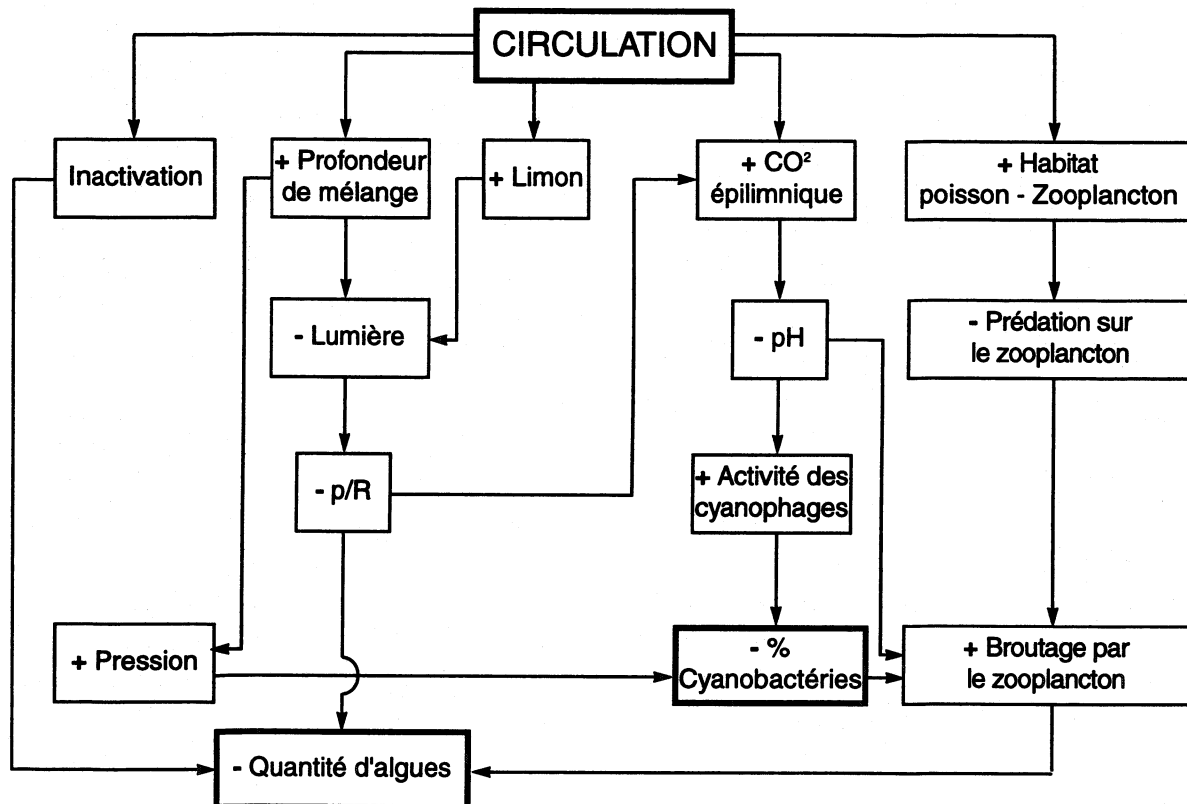 CIRCULATION
Inactivation
+ Profondeur
de mélange
+ Limon
+ CO²
épilimnique
+ Habitat
poisson - Zooplancton
- Lumière
- pH
- Prédation sur
le zooplancton
- p/R
+ Activité des
cyanophages
+ Pression
- %
Cyanobactéries
+ Broutage par
le zooplancton
- Quantité d'algues